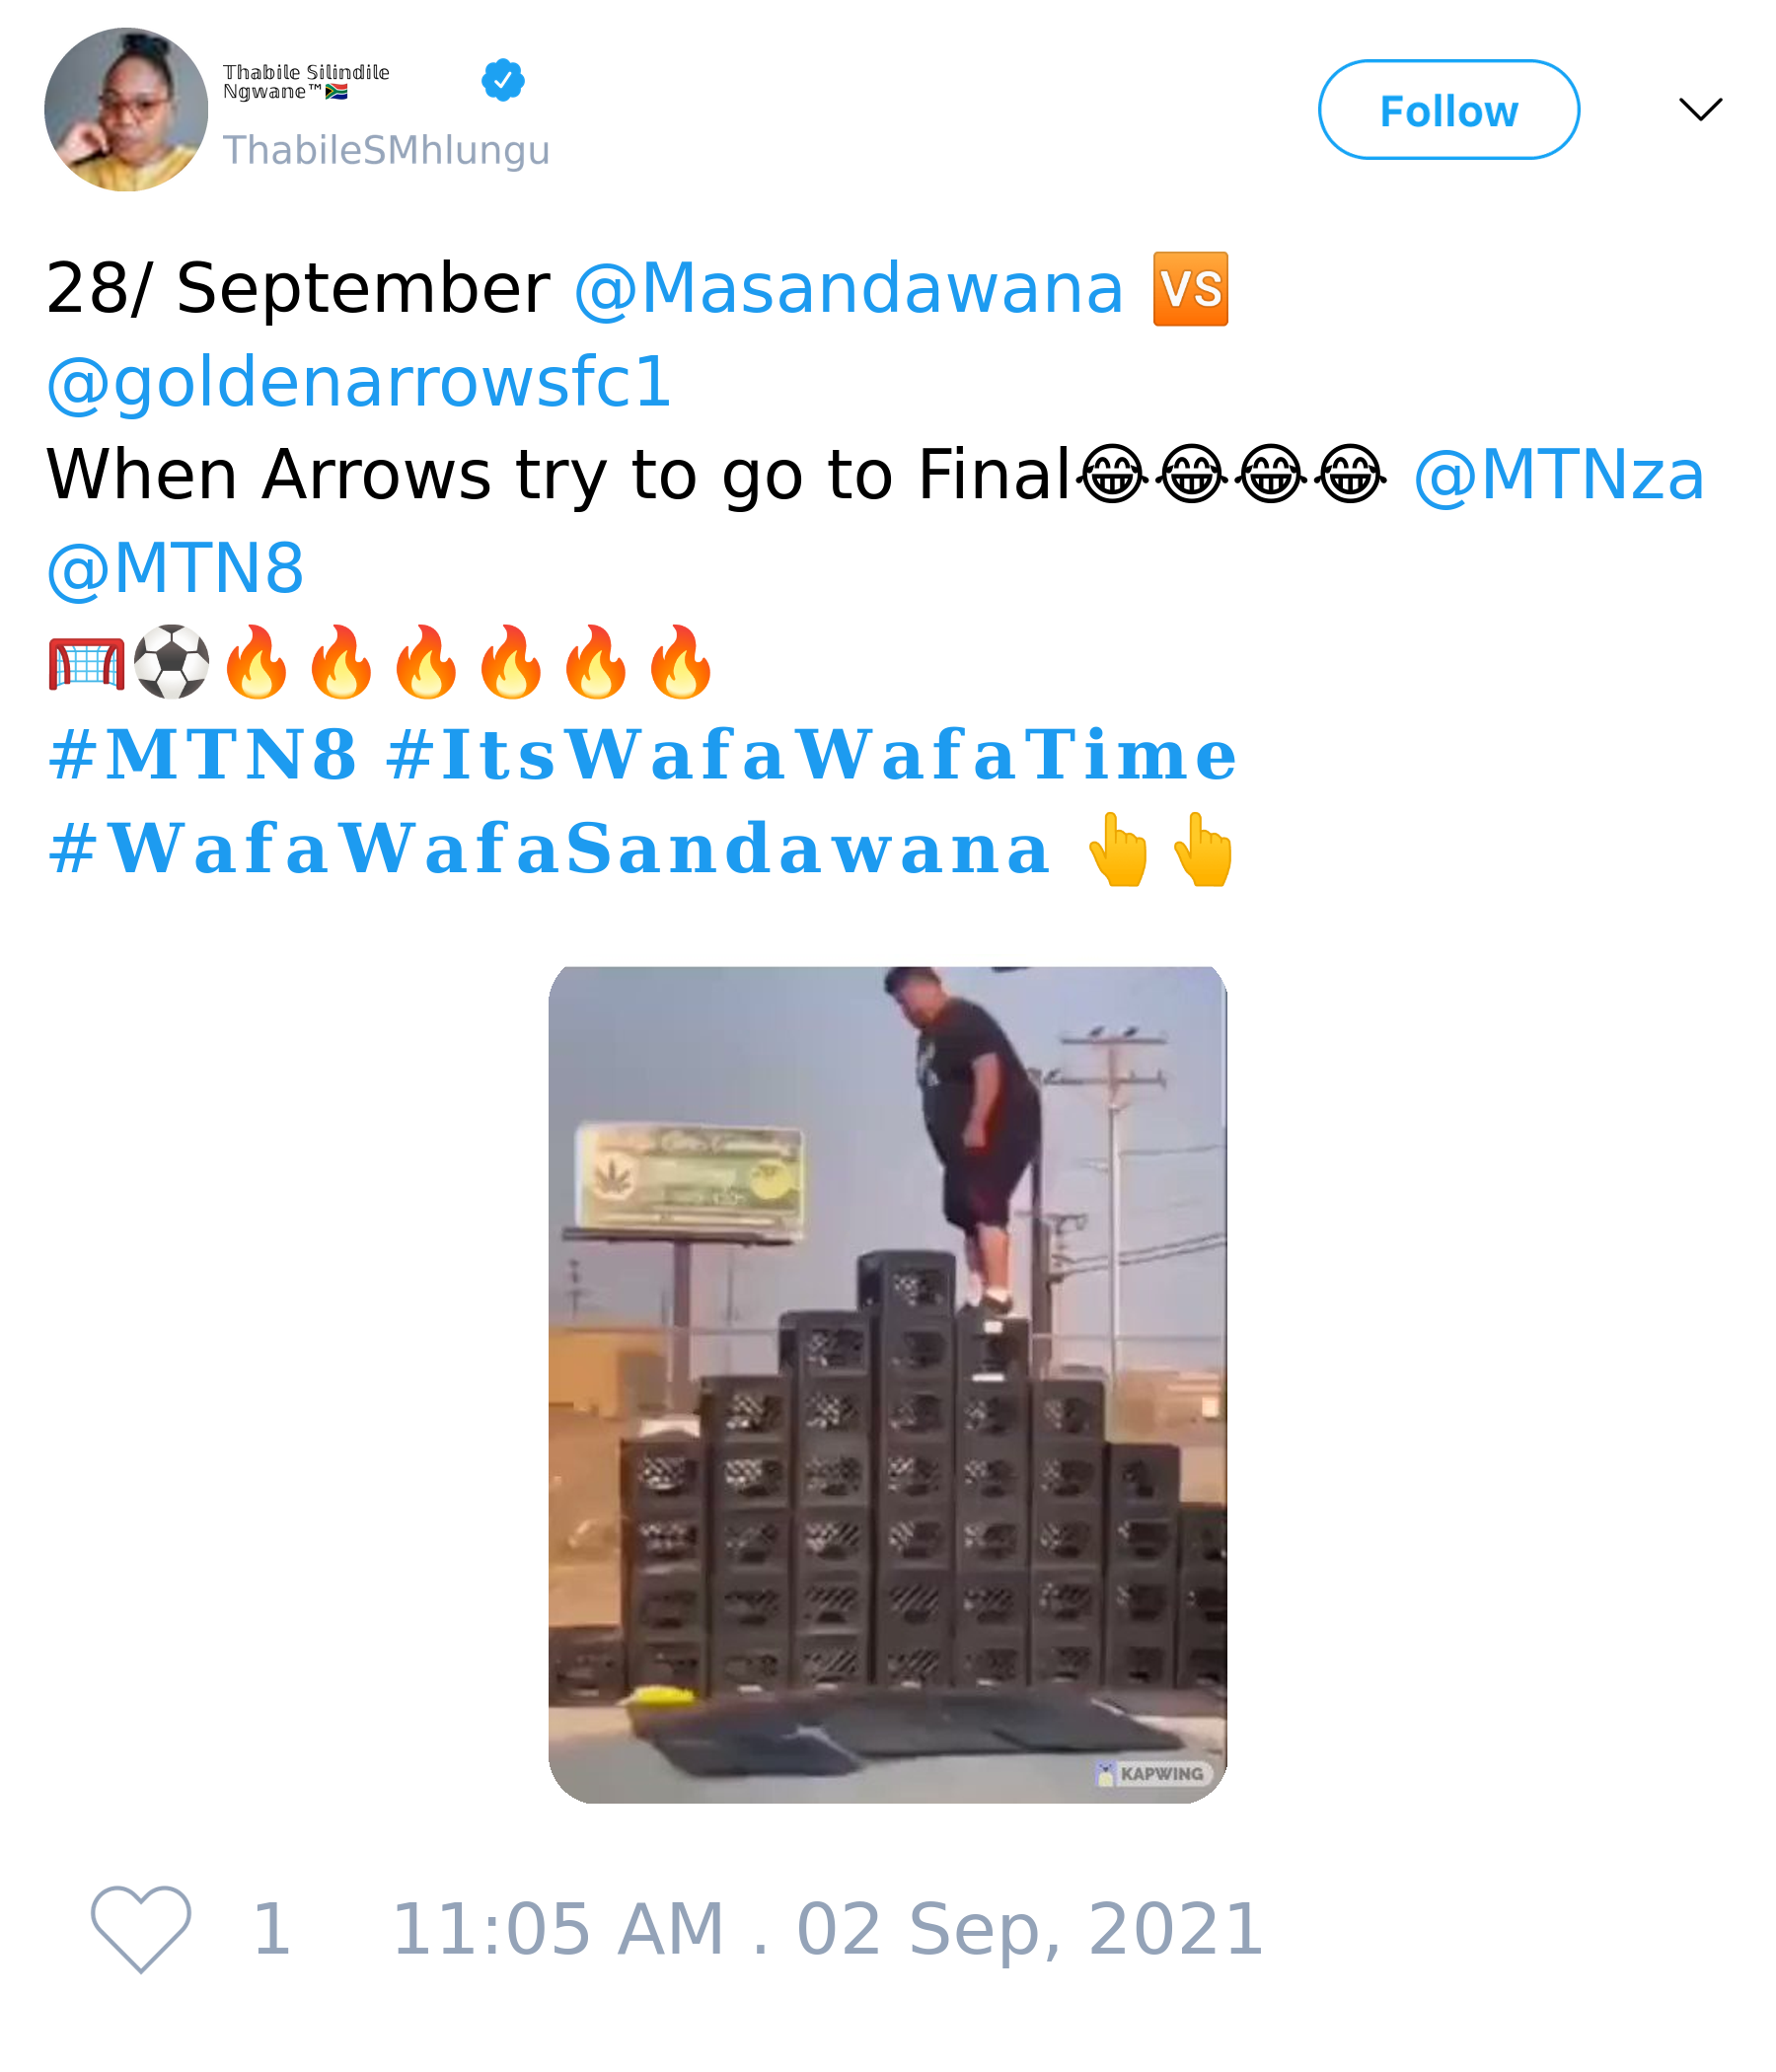 𝕋𝕙𝕒𝕓𝕚𝕝𝕖 𝕊𝕚𝕝𝕚𝕟𝕕𝕚𝕝𝕖
ℕ𝕘𝕨𝕒𝕟𝕖™🇿🇦
ThabileSMhlungu
Follow
28/ September @Masandawana 🆚
@goldenarrowsfc1
When Arrows try to go to Final😂😂😂😂 @MTNza
@MTN8
🥅⚽🔥🔥🔥🔥🔥🔥
#𝐌𝐓𝐍𝟖 #𝐈𝐭𝐬𝐖𝐚𝐟𝐚𝐖𝐚𝐟𝐚𝐓𝐢𝐦𝐞
#𝐖𝐚𝐟𝐚𝐖𝐚𝐟𝐚𝐒𝐚𝐧𝐝𝐚𝐰𝐚𝐧𝐚 👆👆
KAPWING
1 11:05 AM . 02 Sep, 2021